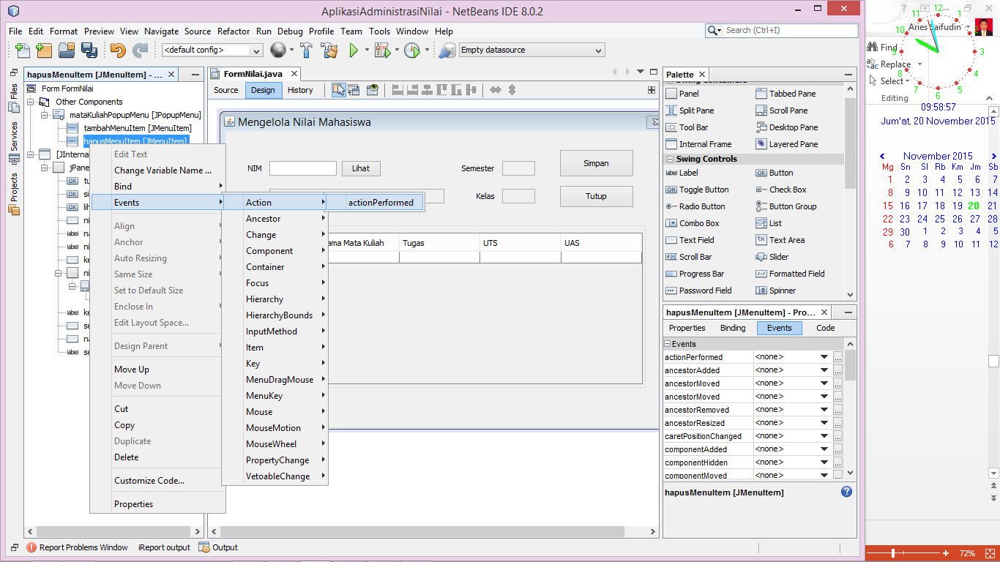 AplikasiAdministrasiNilai - NetBeans IDE 8.0.2
File Edit Format Preview View Navigate Source Refactor Run Debug Profile Team Tools Window Help
Search (Ctrl+I)
<default config>
Empty datasource
Files
Services
Projects
hapusMenuItem [JMenuItem] - ...
Form FormNilai
Other Components
mataKuliahPopupMenu [JPopupMenu]
tambahMenuItem [JMenuItem]
hapusMenuItem [JMenuItem]
[JInterna
jPane
OK tu
OK si
OK lih
ni
label na
label ni
ke
ni
label ke
se
na
label se
Edit Text
Change Variable Name ...
Bind
Events
Align
Anchor
Auto Resizing
Same Size
Set to Default Size
Enclose In
Edit Layout Space...
Design Parent
Move Up
Move Down
Cut
Copy
Duplicate
Delete
Customize Code...
Properties
Action
Ancestor
Change
Component
Container
Focus
Hierarchy
HierarchyBounds
InputMethod
Item
Key
MenuDragMouse
MenuKey
Mouse
MouseMotion
MouseWheel
PropertyChange
VetoableChange
actionPerformed
FormNilai.java
Source Design History
Mengelola Nilai Mahasiswa
NIM Lihat Semester Simpan
Kelas Tutup
ama Mata Kuliah Tugas UTS UAS
Palette
Swing Containers
Panel Tabbed Pane
Split Pane Scroll Pane
Tool Bar Desktop Pane
Internal Frame Layered Pane
Swing Controls
label Label OK Button
ON Toggle Button Check Box
Radio Button Button Group
Combo Box List
Text Field Text Area
Scroll Bar Slider
Progress Bar Formatted Field
Password Field Spinner
hapusMenuItem [JMenuItem] - Pro...
Properties Binding Events Code
Events
actionPerformed <none> ...
ancestorAdded <none> ...
ancestorMoved <none> ...
ancestorMoved <none> ...
ancestorRemoved <none> ...
ancestorResized <none> ...
caretPositionChanged <none> ...
componentAdded <none> ...
componentHidden <none> ...
componentMoved <none> ...
hapusMenuItem [JMenuItem]
Report Problems Window iReport output Output
Find
Replace
Select
Editing
12
11 1
10 2
9 3
8 4
7 5
6
09:58:57
Jum'at, 20 November 2015
November 2015
Mg Sn Sl Rb Km Jm Sb
1 2 3 4 5 6 7
8 9 10 11 12 13 14
15 16 17 18 19 20 21
22 23 24 25 26 27 28
29 30 1 2 3 4 5
6 7 8 9 10 11 12
72%